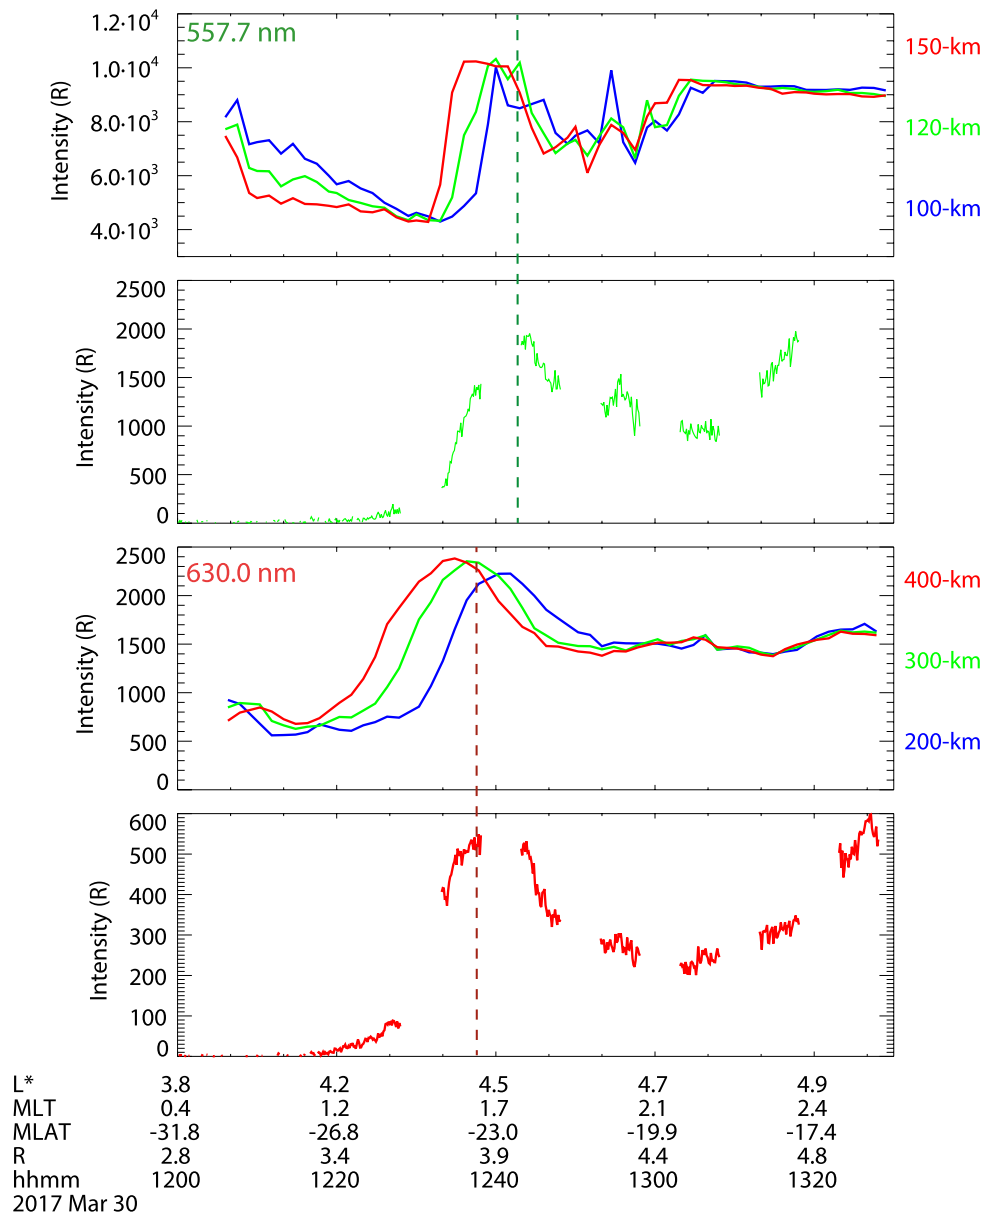 557.7 nm
Intensity (R)
1.2·10⁴
1.0·10⁴
8.0·10³
6.0·10³
4.0·10³
150-km
120-km
100-km
Intensity (R)
2500
2000
1500
1000
500
0
630.0 nm
Intensity (R)
2500
2000
1500
1000
500
0
400-km
300-km
200-km
Intensity (R)
600
500
400
300
200
100
0
L* 3.8 4.2 4.5 4.7 4.9
MLT 0.4 1.2 1.7 2.1 2.4
MLAT -31.8 -26.8 -23.0 -19.9 -17.4
R 2.8 3.4 3.9 4.4 4.8
hhmm 1200 1220 1240 1300 1320
2017 Mar 30